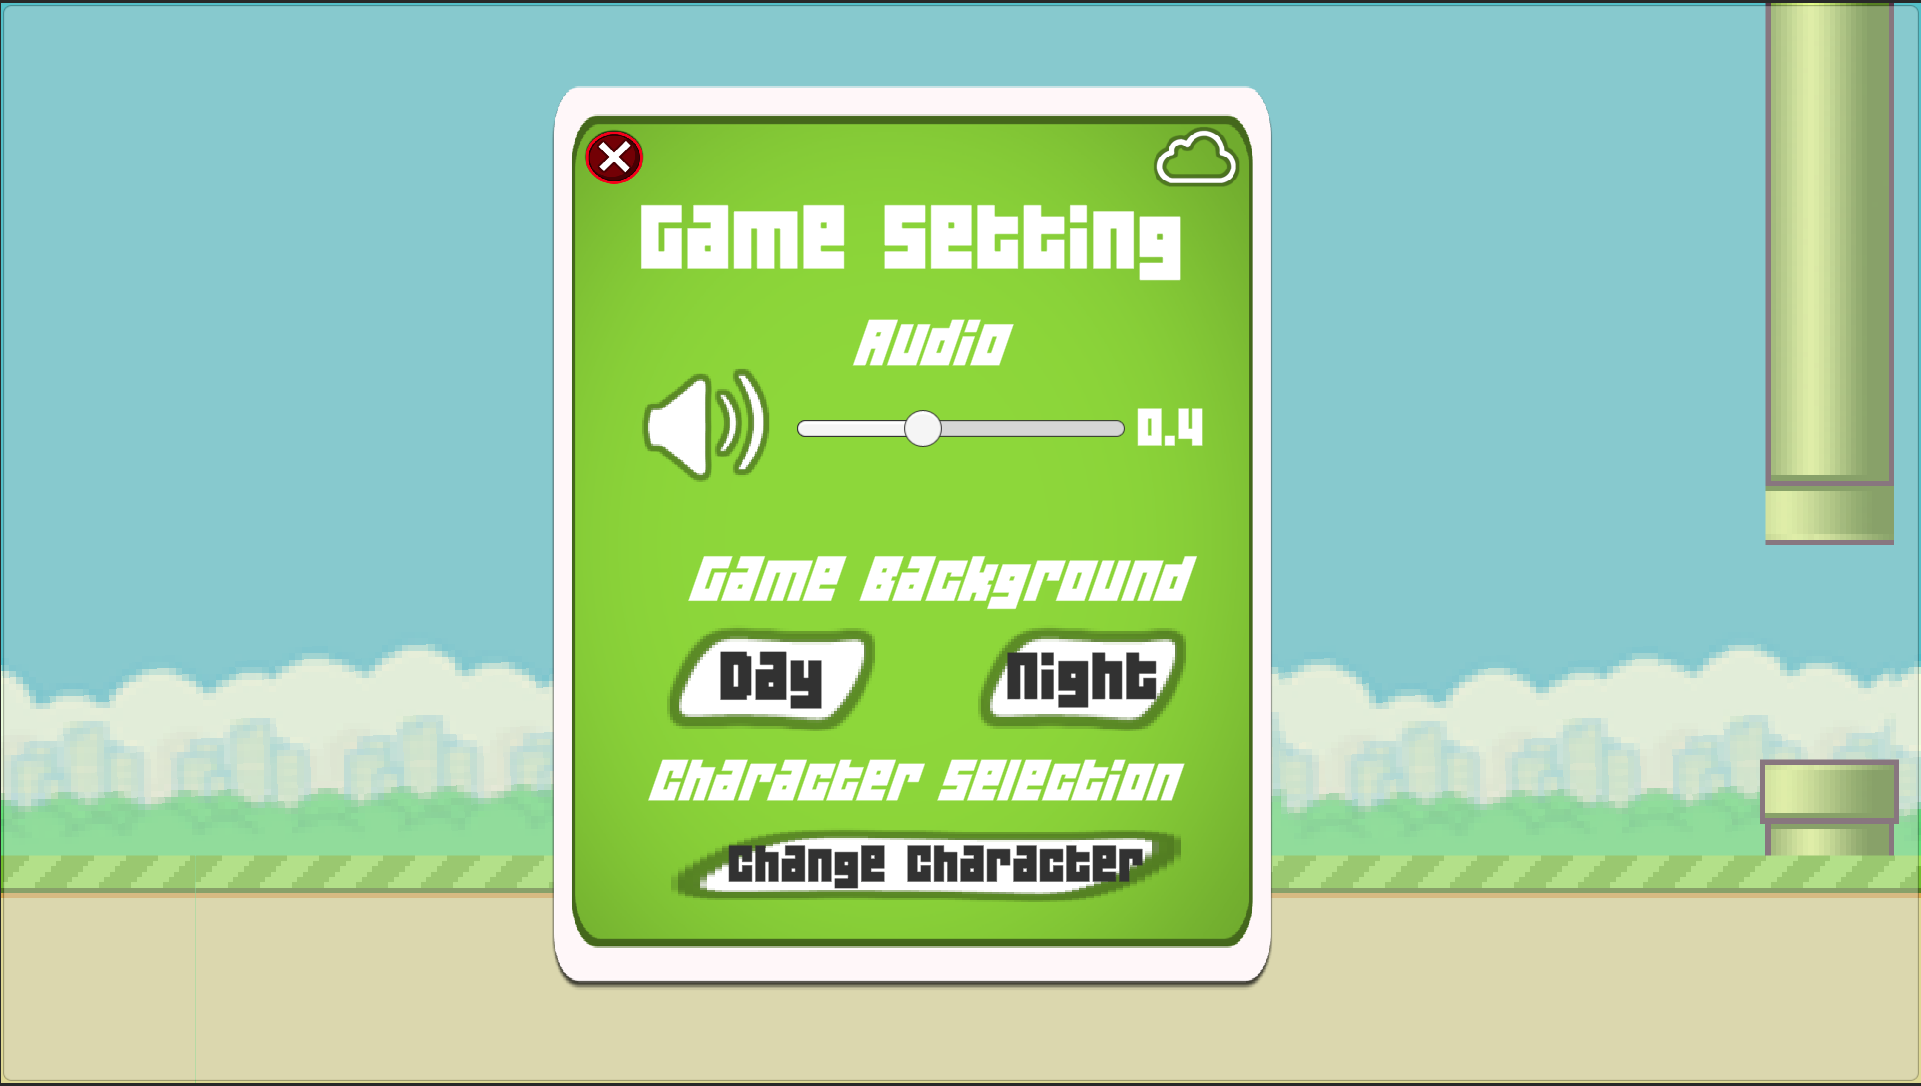 Game Setting
Audio
0.4
Game Background
Day Night
Character Selection
Change Character